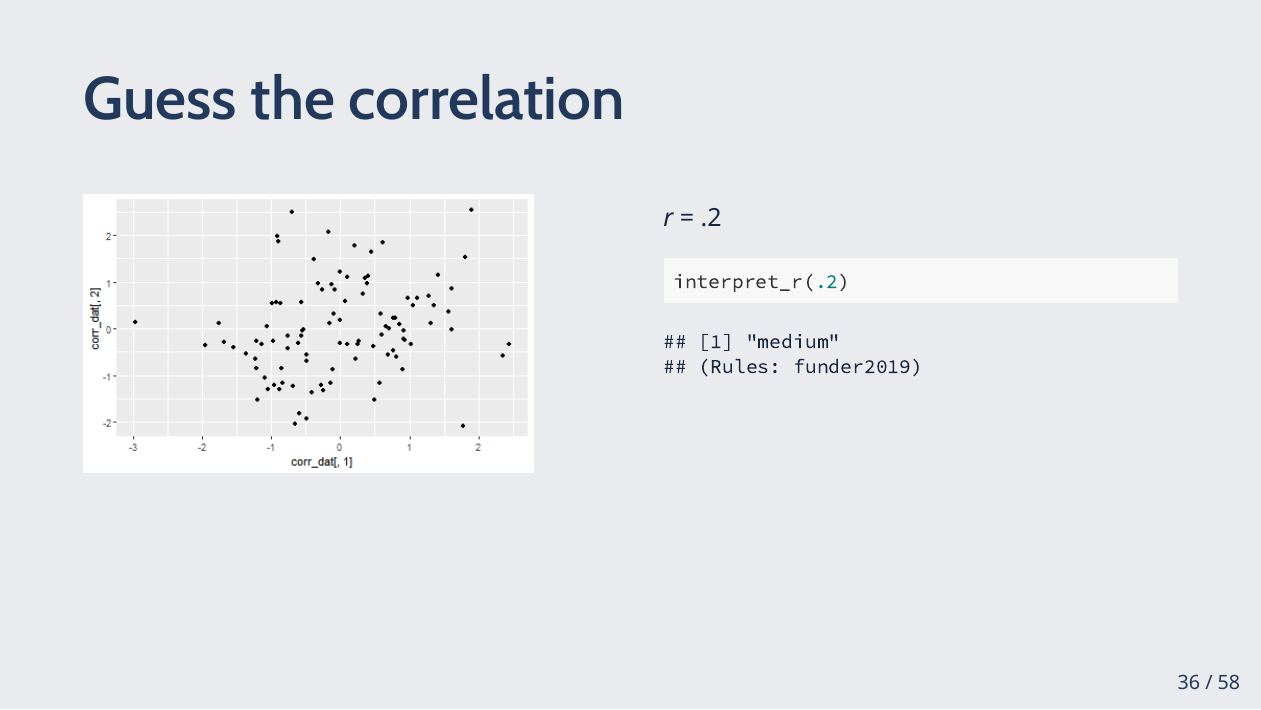 Guess the correlation
2
1
0
-1
-2
corr_dat[, 2]
-3 -2 -1 0 1 2
corr_dat[, 1]
r = .2
interpret_r(.2)
## [1] "medium"
## (Rules: funder2019)
36 / 58